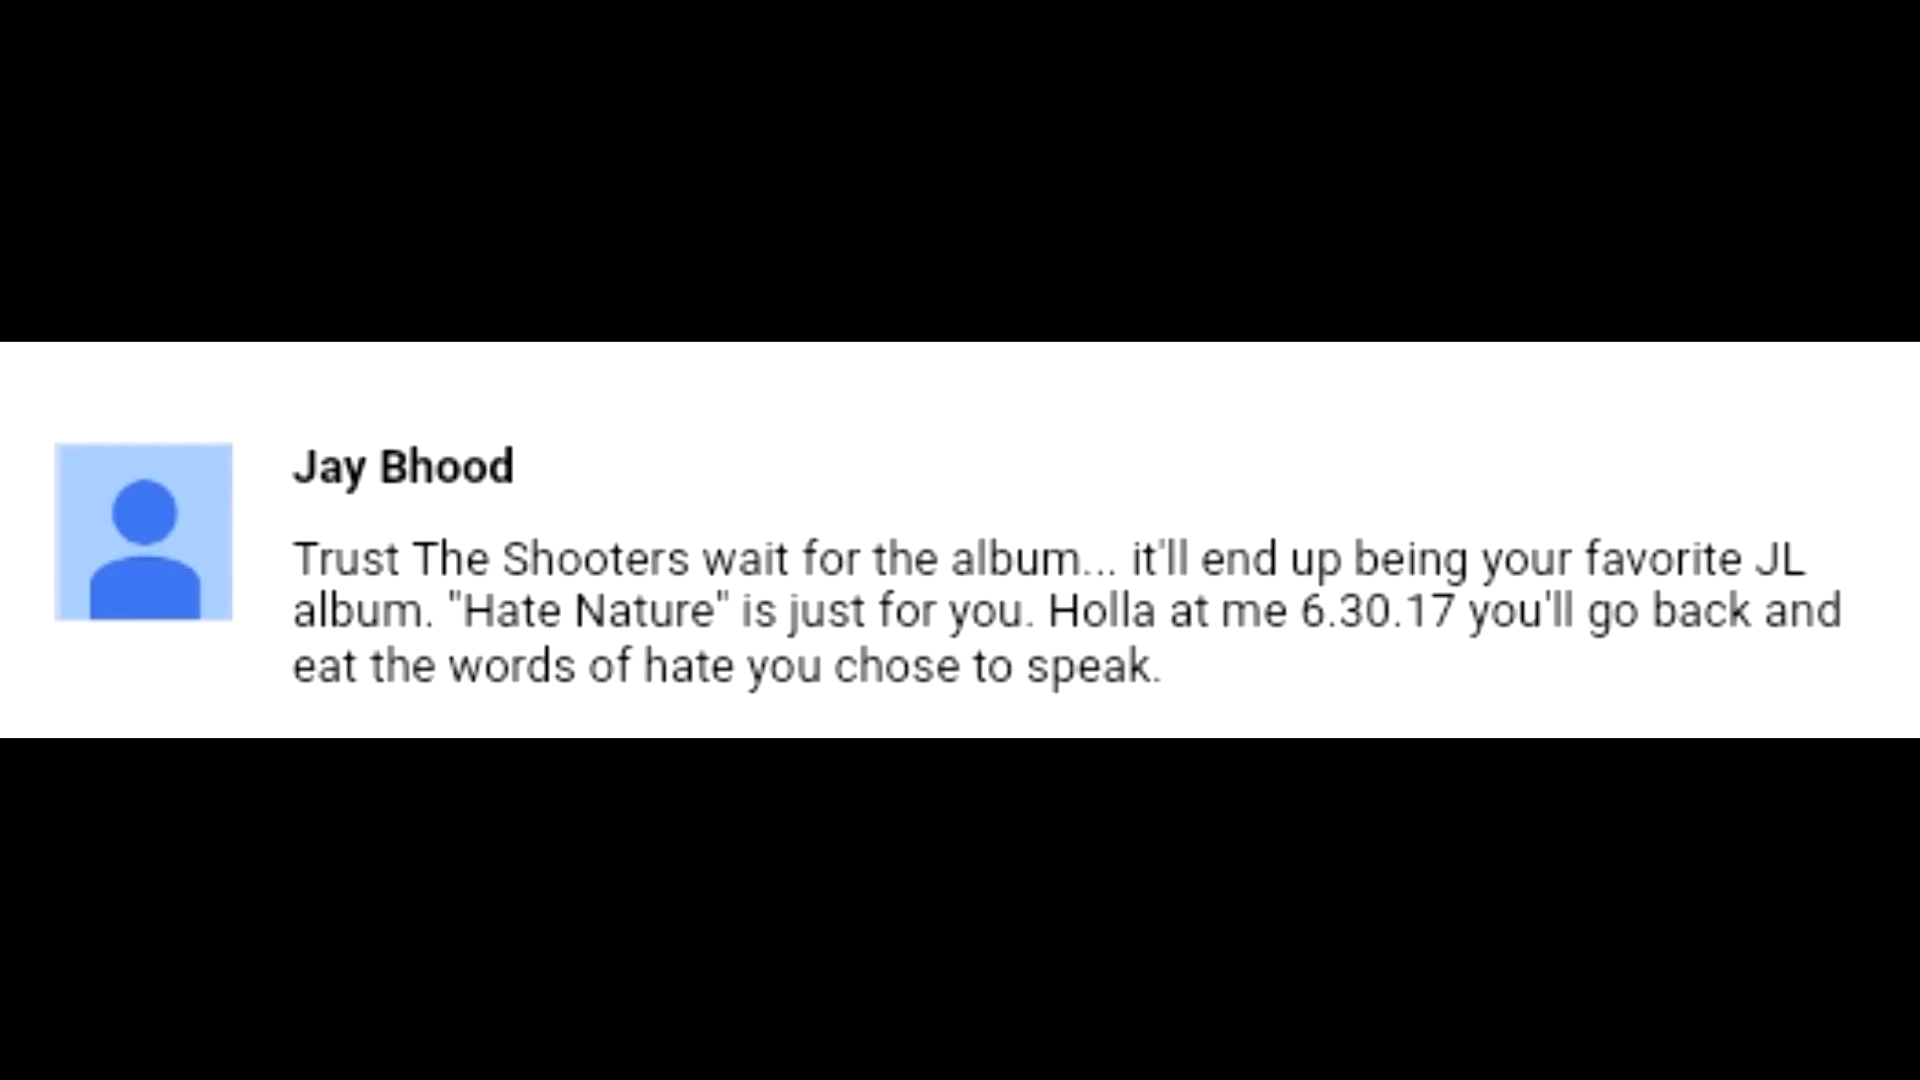 Jay Bhood
Trust The Shooters wait for the album... it'll end up being your favorite JL
album. "Hate Nature" is just for you. Holla at me 6.30.17 you'll go back and
eat the words of hate you chose to speak.